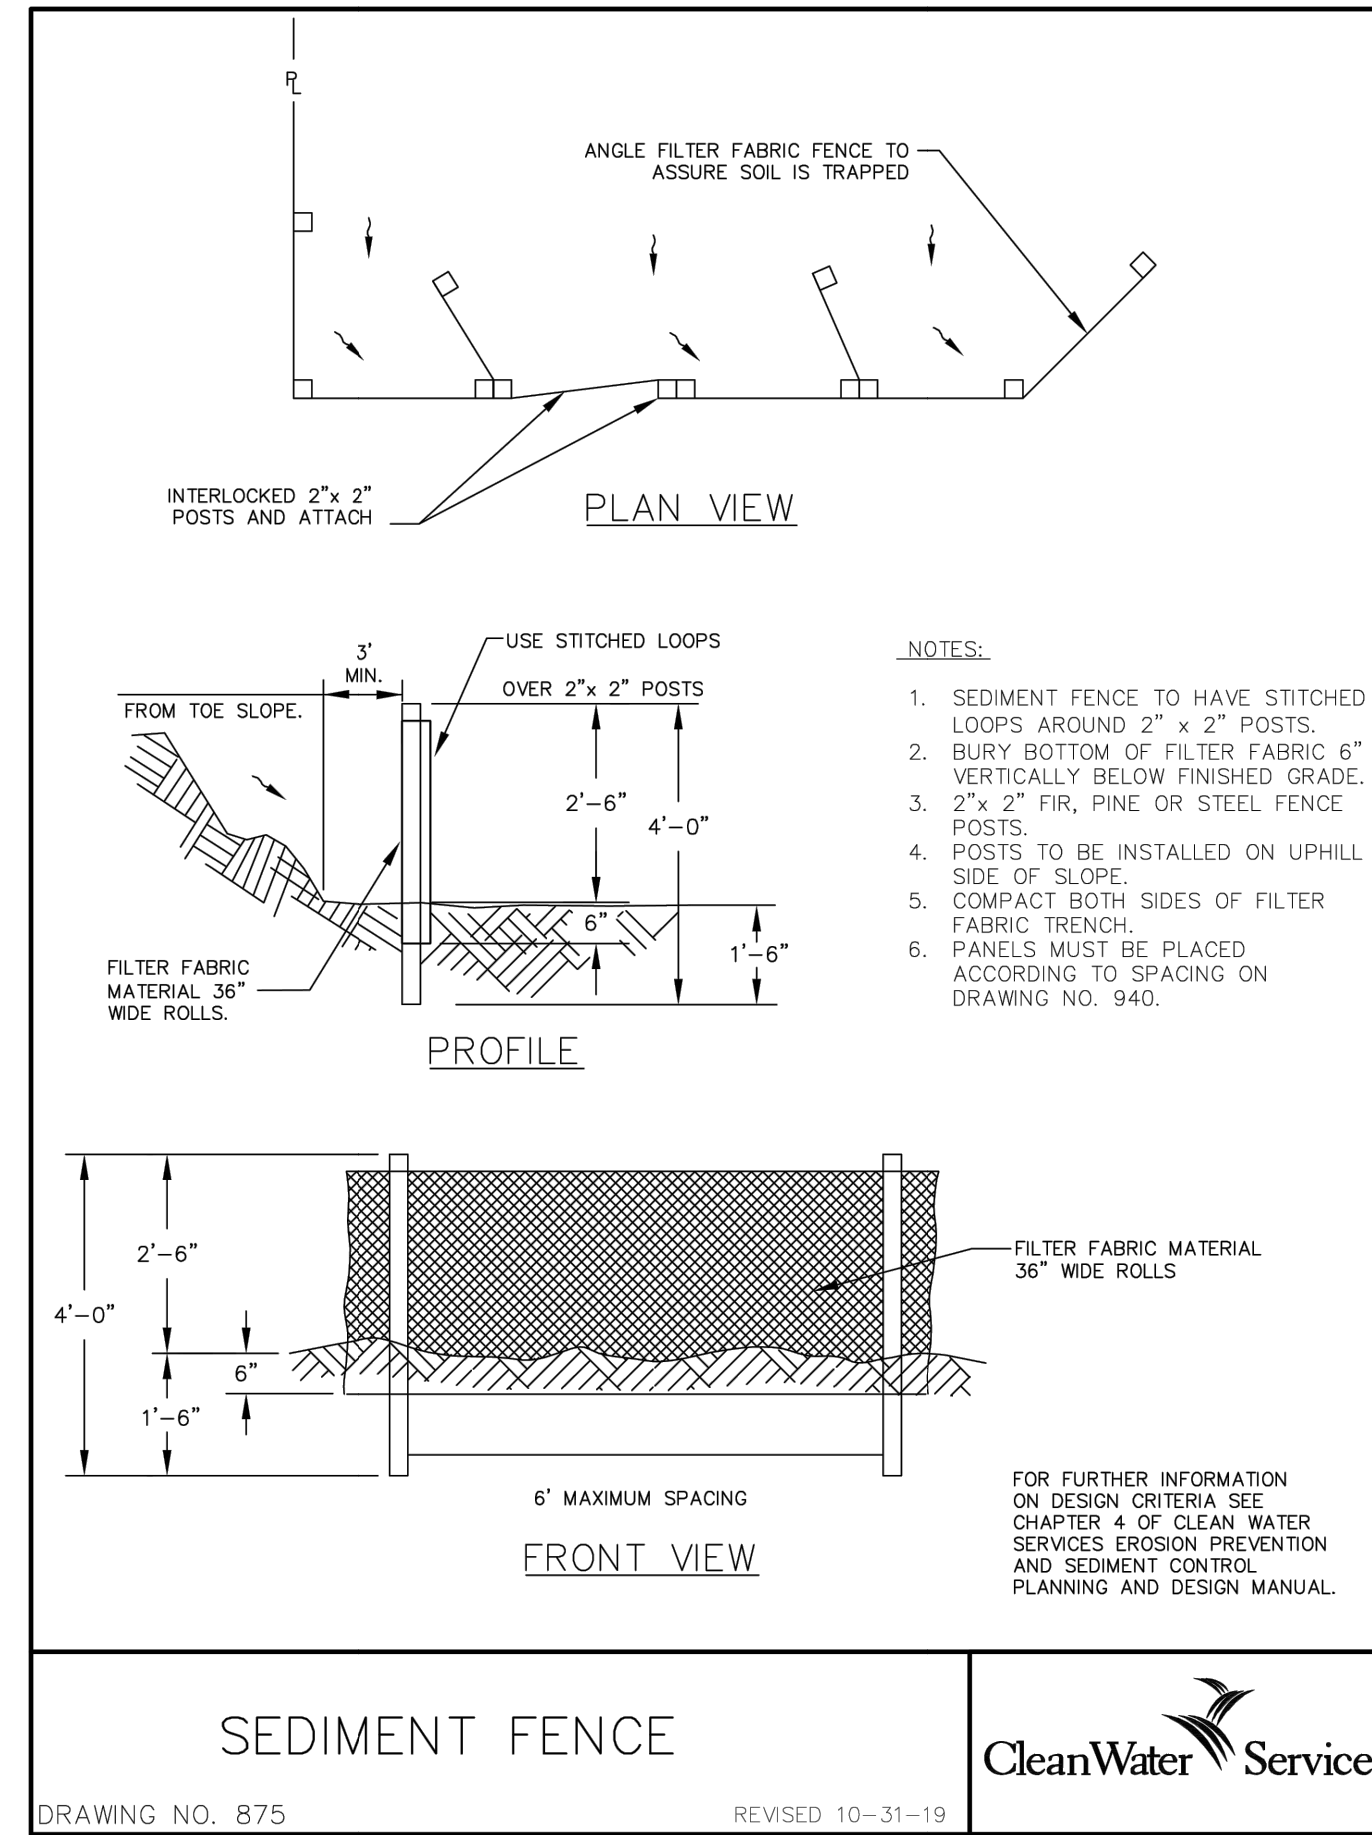 PL
ANGLE FILTER FABRIC FENCE TO
ASSURE SOIL IS TRAPPED
INTERLOCKED 2”x 2”
POSTS AND ATTACH
PLAN VIEW
3’
MIN.
FROM TOE SLOPE.
USE STITCHED LOOPS
OVER 2”x 2” POSTS
2’–6”
4’–0”
6”
1’–6”
FILTER FABRIC
MATERIAL 36”
WIDE ROLLS.
PROFILE
NOTES:
1. SEDIMENT FENCE TO HAVE STITCHED
LOOPS AROUND 2” x 2” POSTS.
2. BURY BOTTOM OF FILTER FABRIC 6”
VERTICALLY BELOW FINISHED GRADE.
3. 2”x 2” FIR, PINE OR STEEL FENCE
POSTS.
4. POSTS TO BE INSTALLED ON UPHILL
SIDE OF SLOPE.
5. COMPACT BOTH SIDES OF FILTER
FABRIC TRENCH.
6. PANELS MUST BE PLACED
ACCORDING TO SPACING ON
DRAWING NO. 940.
2’–6”
4’–0”
6”
1’–6”
FILTER FABRIC MATERIAL
36” WIDE ROLLS
6’ MAXIMUM SPACING
FRONT VIEW
FOR FURTHER INFORMATION
ON DESIGN CRITERIA SEE
CHAPTER 4 OF CLEAN WATER
SERVICES EROSION PREVENTION
AND SEDIMENT CONTROL
PLANNING AND DESIGN MANUAL.
SEDIMENT FENCE
DRAWING NO. 875
REVISED 10–31–19
CleanWater Service